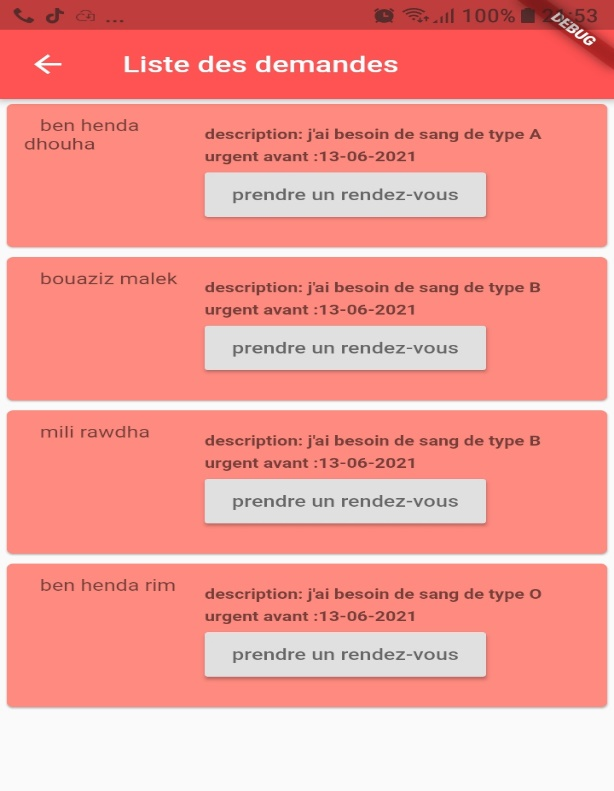 ... 100%
DEBUG
Liste des demandes
ben henda
dhouha
description: j'ai besoin de sang de type A
urgent avant :13-06-2021
prendre un rendez-vous
bouaziz malek
description: j'ai besoin de sang de type B
urgent avant :13-06-2021
prendre un rendez-vous
mili rawdha
description: j'ai besoin de sang de type B
urgent avant :13-06-2021
prendre un rendez-vous
ben henda rim
description: j'ai besoin de sang de type O
urgent avant :13-06-2021
prendre un rendez-vous